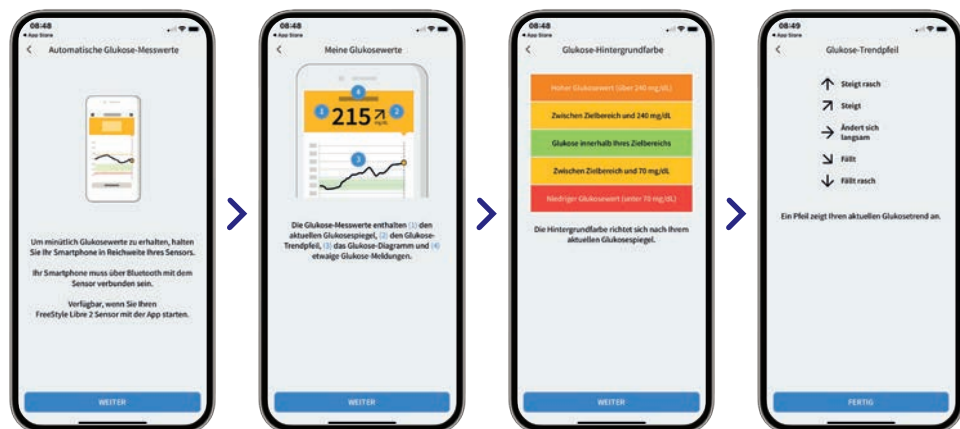 08:48
◂ App Store
Automatische Glukose-Messwerte
Um minütlich Glukosewerte zu erhalten, halten
Sie Ihr Smartphone in Reichweite Ihres Sensors.
Ihr Smartphone muss über Bluetooth mit dem
Sensor verbunden sein.
Verfügbar, wenn Sie Ihren
FreeStyle Libre 2 Sensor mit der App starten.
WEITER
08:48
◂ App Store
Meine Glukosewerte
4
1
215
mg/dL
2
3
Die Glukose-Messwerte enthalten (1) den
aktuellen Glukosespiegel, (2) den Glukose-
Trendpfeil, (3) das Glukose-Diagramm und (4)
etwaige Glukose-Meldungen.
WEITER
08:48
◂ App Store
Glukose-Hintergrundfarbe
Hoher Glukosewert (über 240 mg/dL)
Zwischen Zielbereich und 240 mg/dL
Glukose innerhalb Ihres Zielbereichs
Zwischen Zielbereich und 70 mg/dL
Niedriger Glukosewert (unter 70 mg/dL)
Die Hintergrundfarbe richtet sich nach Ihrem
aktuellen Glukosespiegel.
WEITER
08:49
◂ App Store
Glukose-Trendpfeil
Steigt rasch
Steigt
Ändert sich
langsam
Fällt
Fällt rasch
Ein Pfeil zeigt Ihren aktuellen Glukosetrend an.
FERTIG